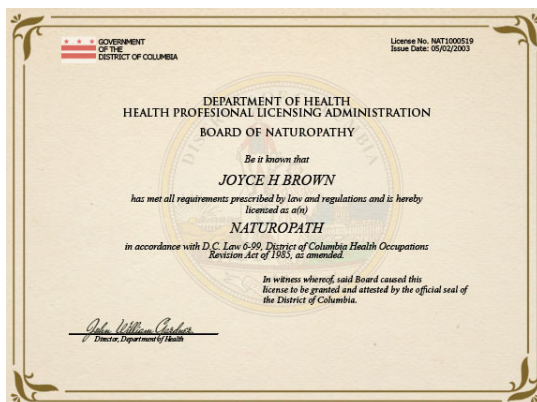 GOVERNMENT
OF THE
DISTRICT OF COLUMBIA
License No. NAT1000519
Issue Date: 05/02/2003
DEPARTMENT OF HEALTH
HEALTH PROFESIONAL LICENSING ADMINISTRATION
BOARD OF NATUROPATHY
Be it known that
JOYCE H BROWN
has met all requirements prescribed by law and regulations and is hereby
licensed as a(n)
NATUROPATH
in accordance with D.C. Law 6-99, District of Columbia Health Occupations
Revision Act of 1985, as amended.
In witness whereof, said Board caused this
license to be granted and attested by the official seal of
the District of Columbia.
John William Gardner
Director, Department of Health